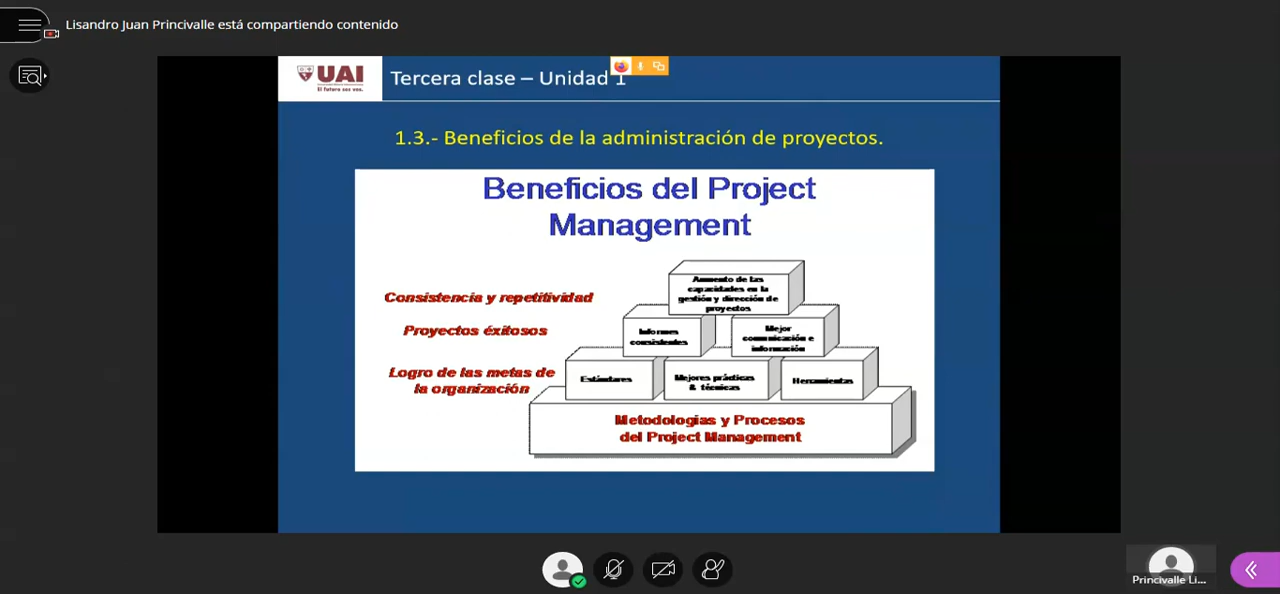 Lisandro Juan Princivalle está compartiendo contenido
UAI
El futuro sos vos.
Tercera clase – Unidad 1
1.3.- Beneficios de la administración de proyectos.
Beneficios del Project
Management
Consistencia y repetitividad
Proyectos éxitosos
Logro de las metas de
la organización
Aumento de las
capacidades en la
gestión y dirección de
proyectos
Informes
consistentes
Mejor
comunicación e
información
Estándares
Mejores prácticas
& técnicas
Herramientas
Metodologías y Procesos
del Project Management
Princivalle Li...